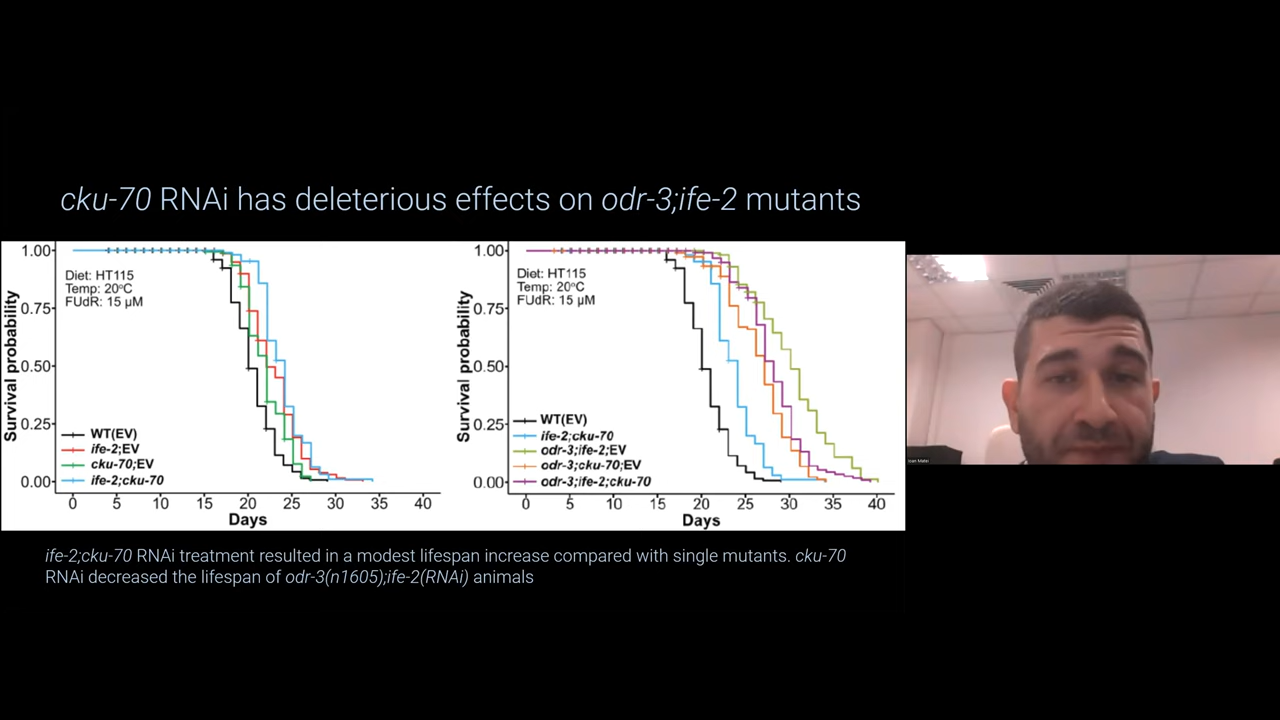 cku-70 RNAi has deleterious effects on odr-3;ife-2 mutants
1.00
0.75
0.50
0.25
0.00
Survival probability
Diet: HT115
Temp: 20°C
FUdR: 15 µM
WT(EV)
ife-2;EV
cku-70;EV
ife-2;cku-70
0 5 10 15 20 25 30 35 40
Days
1.00
0.75
0.50
0.25
0.00
Survival probability
Diet: HT115
Temp: 20°C
FUdR: 15 µM
WT(EV)
ife-2;cku-70
odr-3;ife-2;EV
odr-3;cku-70;EV
odr-3;ife-2;cku-70
0 5 10 15 20 25 30 35 40
Days
ife-2;cku-70 RNAi treatment resulted in a modest lifespan increase compared with single mutants. cku-70
RNAi decreased the lifespan of odr-3(n1605);ife-2(RNAi) animals